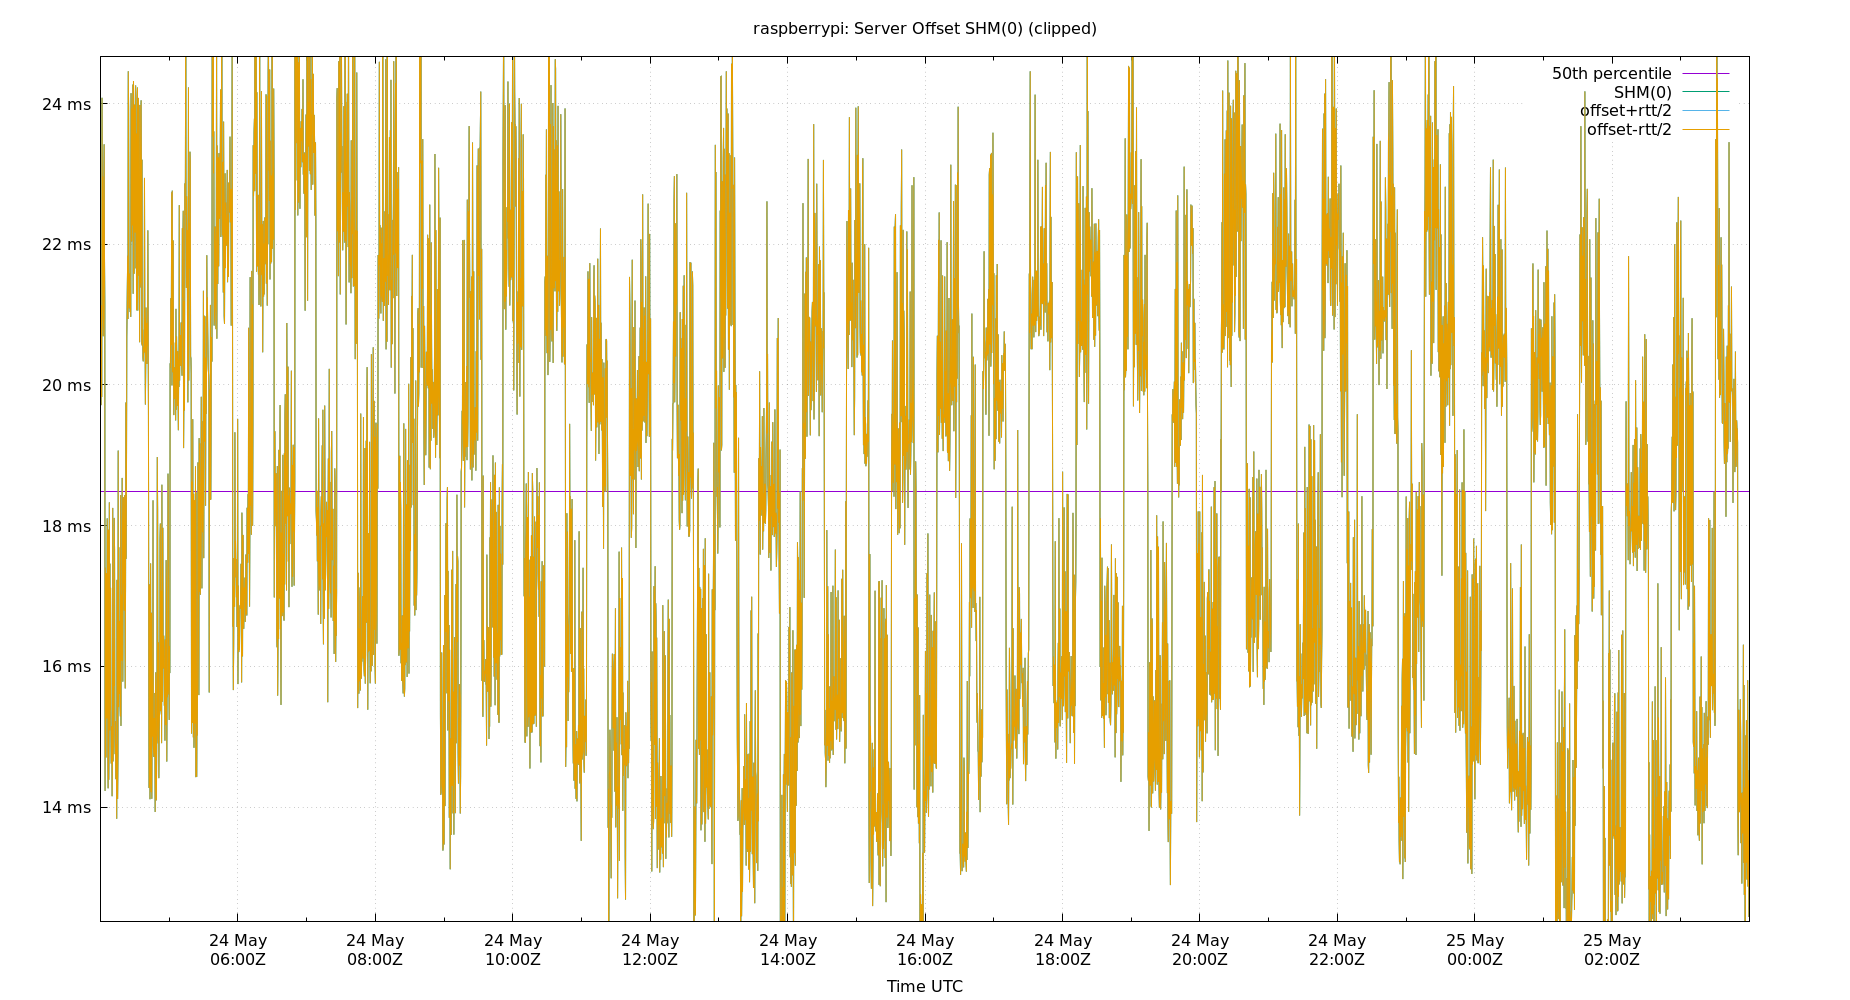 raspberrypi: Server Offset SHM(0) (clipped)
50th percentile
SHM(0)
offset+rtt/2
offset-rtt/2
24 ms
22 ms
20 ms
18 ms
16 ms
14 ms
24 May 24 May 24 May 24 May 24 May 24 May 24 May 24 May 24 May 25 May 25 May
06:00Z 08:00Z 10:00Z 12:00Z 14:00Z 16:00Z 18:00Z 20:00Z 22:00Z 00:00Z 02:00Z
Time UTC